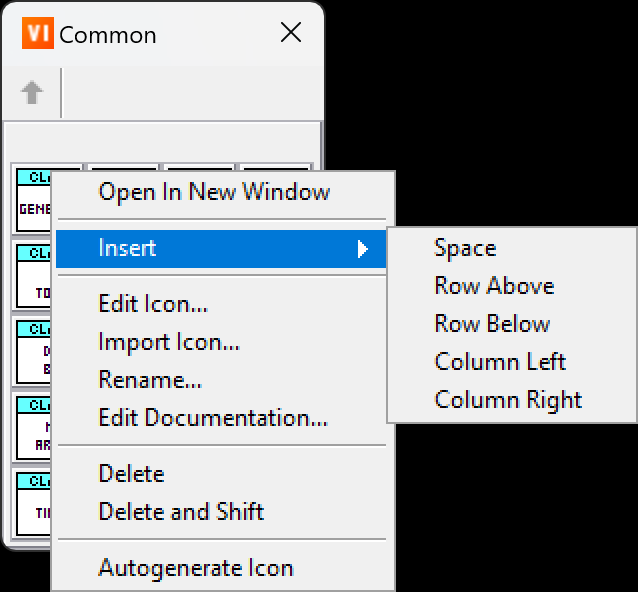 VI Common
CL
GENE
Open In New Window
Insert
Space
Row Above
Row Below
Column Left
Column Right
CL
TO
Edit Icon...
Import Icon...
Rename...
Edit Documentation...
CL
D
B
CL
AR
Delete
Delete and Shift
CL
TI
Autogenerate Icon